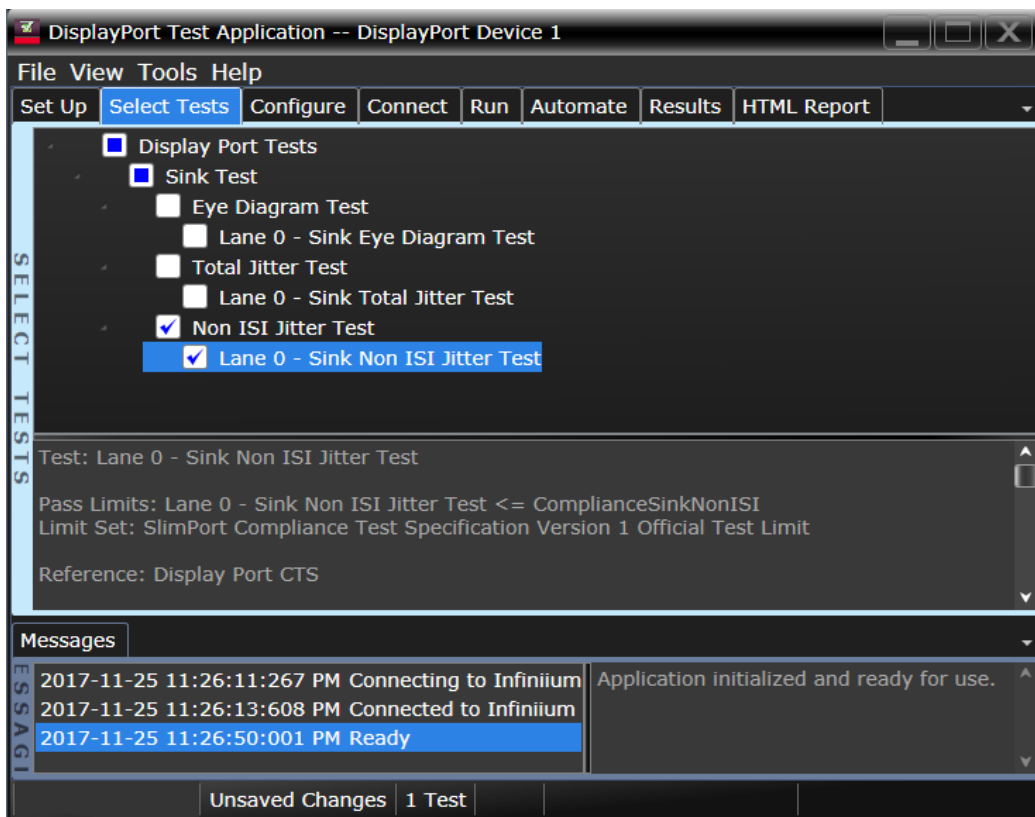 DisplayPort Test Application -- DisplayPort Device 1
File View Tools Help
Set Up Select Tests Configure Connect Run Automate Results HTML Report
SELECT TESTS
Display Port Tests
Sink Test
Eye Diagram Test
Lane 0 - Sink Eye Diagram Test
Total Jitter Test
Lane 0 - Sink Total Jitter Test
Non ISI Jitter Test
Lane 0 - Sink Non ISI Jitter Test
Test: Lane 0 - Sink Non ISI Jitter Test
Pass Limits: Lane 0 - Sink Non ISI Jitter Test <= ComplianceSinkNonISI
Limit Set: SlimPort Compliance Test Specification Version 1 Official Test Limit
Reference: Display Port CTS
Messages
2017-11-25 11:26:11:267 PM Connecting to Infiniium
2017-11-25 11:26:13:608 PM Connected to Infiniium
2017-11-25 11:26:50:001 PM Ready
Application initialized and ready for use.
Unsaved Changes 1 Test